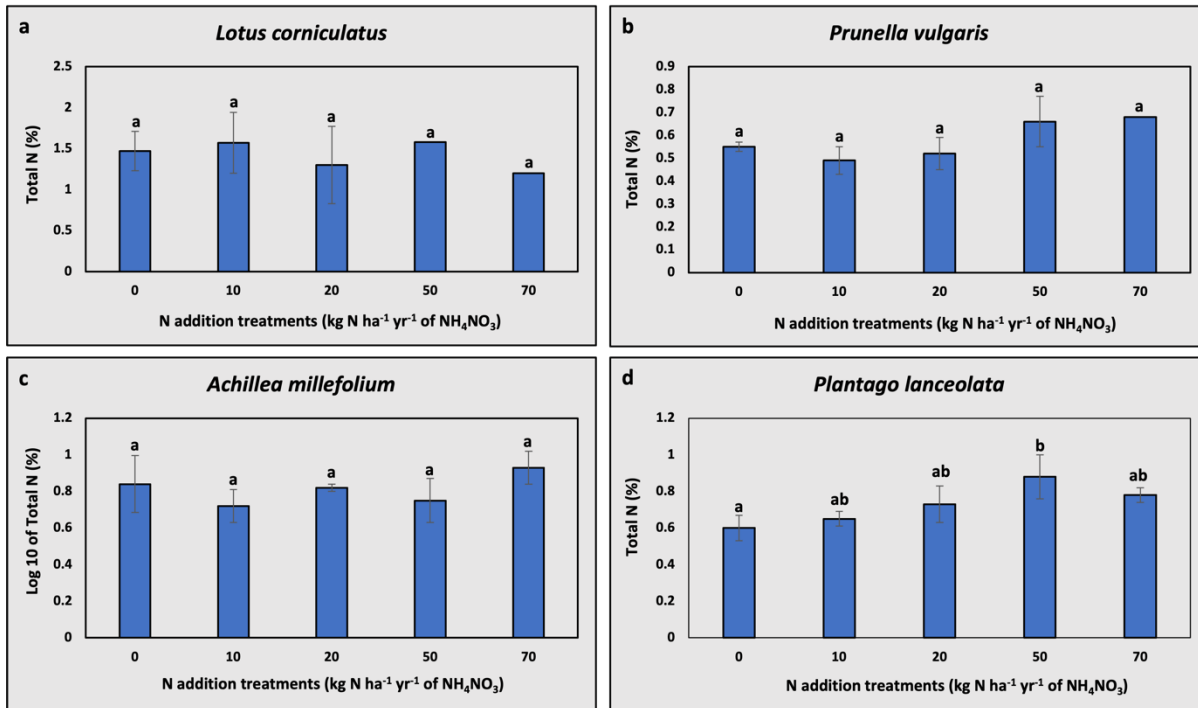 a
Lotus corniculatus
2.5
2
1.5
1
0.5
0
Total N (%)
a a a a a
0 10 20 50 70
N addition treatments (kg N ha⁻¹ yr⁻¹ of NH₄NO₃)
b
Prunella vulgaris
0.9
0.8
0.7
0.6
0.5
0.4
0.3
0.2
0.1
0
Total N (%)
a a a a a
0 10 20 50 70
N addition treatments (kg N ha⁻¹ yr⁻¹ of NH₄NO₃)
c
Achillea millefolium
1.2
1
0.8
0.6
0.4
0.2
0
Log 10 of Total N (%)
a a a a a
0 10 20 50 70
N addition treatments (kg N ha⁻¹ yr⁻¹ of NH₄NO₃)
d
Plantago lanceolata
1.2
1
0.8
0.6
0.4
0.2
0
Total N (%)
a ab ab b ab
0 10 20 50 70
N addition treatments (kg N ha⁻¹ yr⁻¹ of NH₄NO₃)